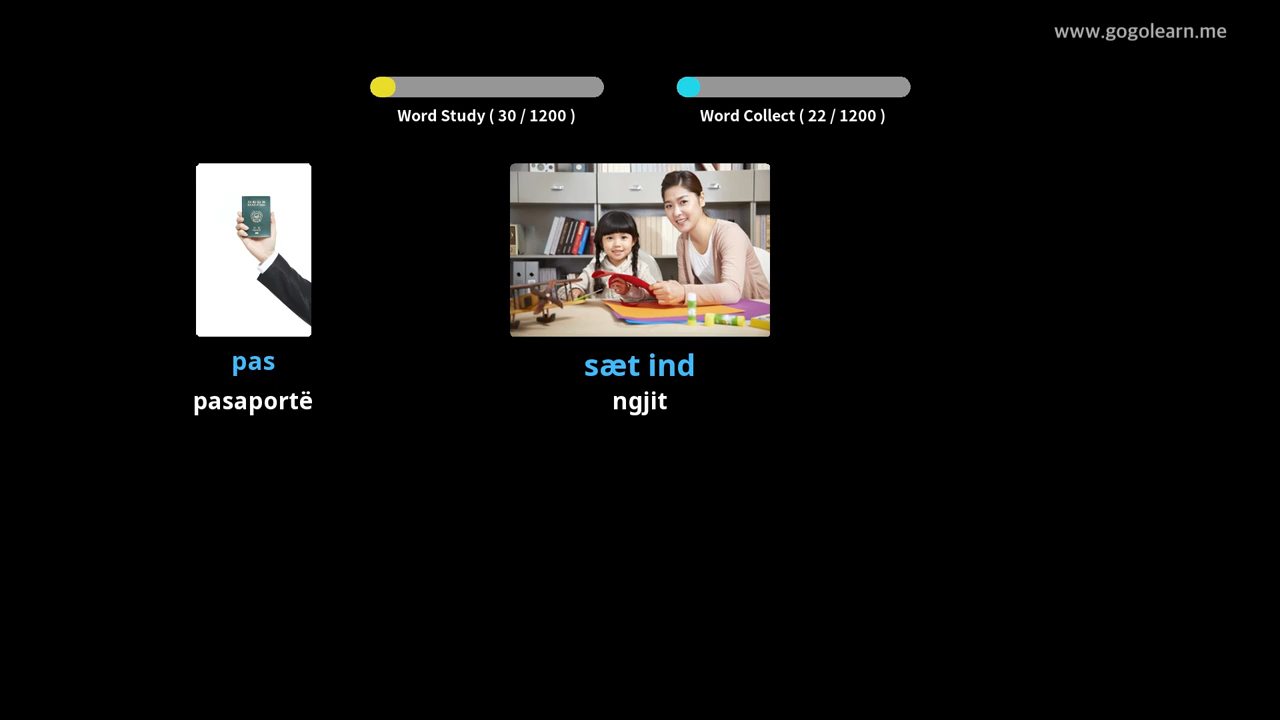 www.gogolearn.me
Word Study ( 30 / 1200 )
Word Collect ( 22 / 1200 )
pas
pasaportë
sæt ind
ngjit